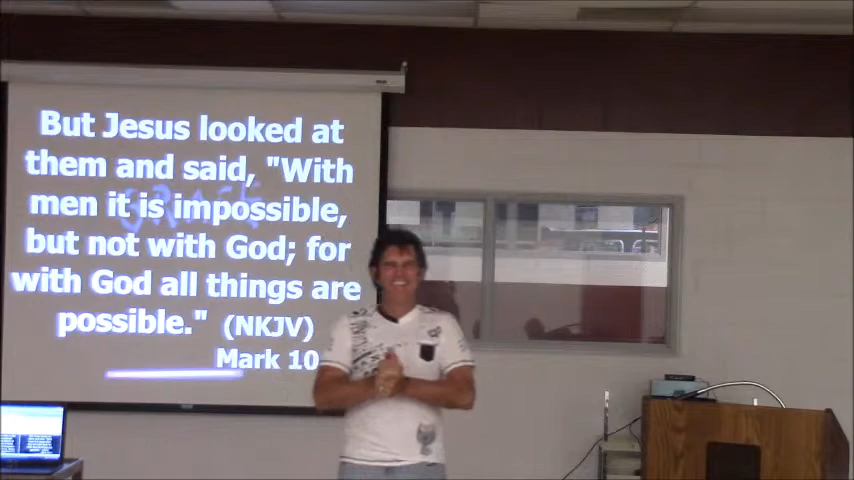 But Jesus looked at
them and said, "With
men it is impossible,
but not with God; for
with God all things are
possible." (NKJV)
Mark 10